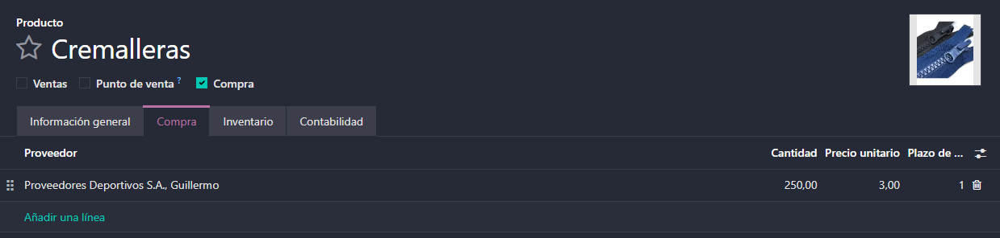 Producto
Cremalleras
Ventas Punto de venta ? Compra
Información general Compra Inventario Contabilidad
Proveedor Cantidad Precio unitario Plazo de ...
Proveedores Deportivos S.A., Guillermo 250,00 3,00 1
Añadir una línea